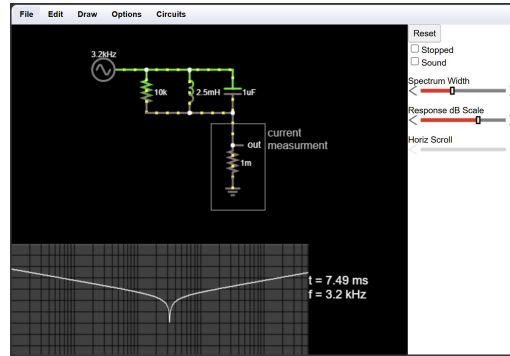 File Edit Draw Options Circuits
Reset
Stopped
Sound
Spectrum Width
Response dB Scale
Horiz Scroll
3.2kHz
10k
2.5mH
1uF
current
measurment
out
1m
t = 7.49 ms
f = 3.2 kHz